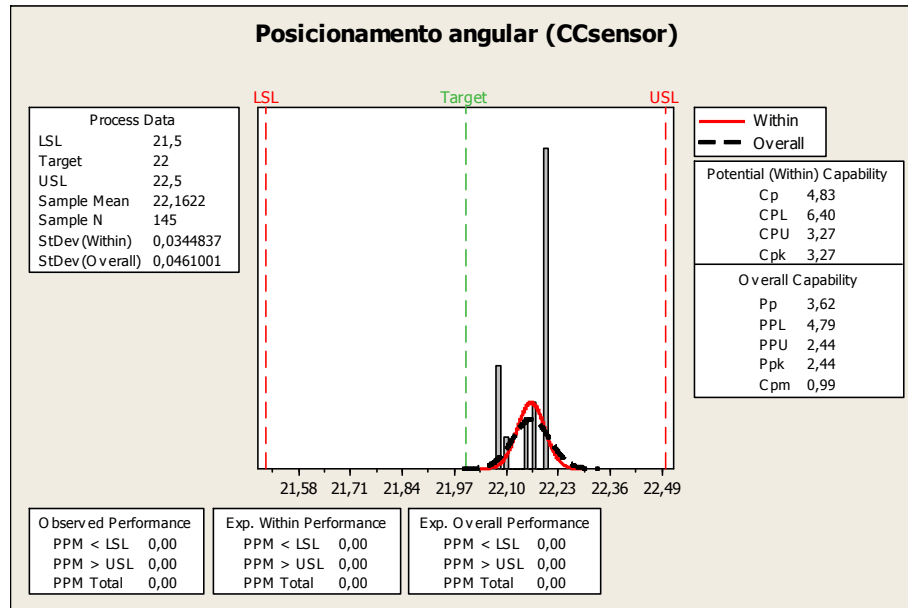 Posicionamento angular (CCsensor)
LSL Target USL
Process Data
LSL 21,5
Target 22
USL 22,5
Sample Mean 22,1622
Sample N 145
StDev(Within) 0,0344837
StDev(Overall) 0,0461001
Within
Overall
Potential (Within) Capability
Cp 4,83
CPL 6,40
CPU 3,27
Cpk 3,27
Overall Capability
Pp 3,62
PPL 4,79
PPU 2,44
Ppk 2,44
Cpm 0,99
21,58 21,71 21,84 21,97 22,10 22,23 22,36 22,49
Observed Performance
PPM < LSL 0,00
PPM > USL 0,00
PPM Total 0,00
Exp. Within Performance
PPM < LSL 0,00
PPM > USL 0,00
PPM Total 0,00
Exp. Overall Performance
PPM < LSL 0,00
PPM > USL 0,00
PPM Total 0,00